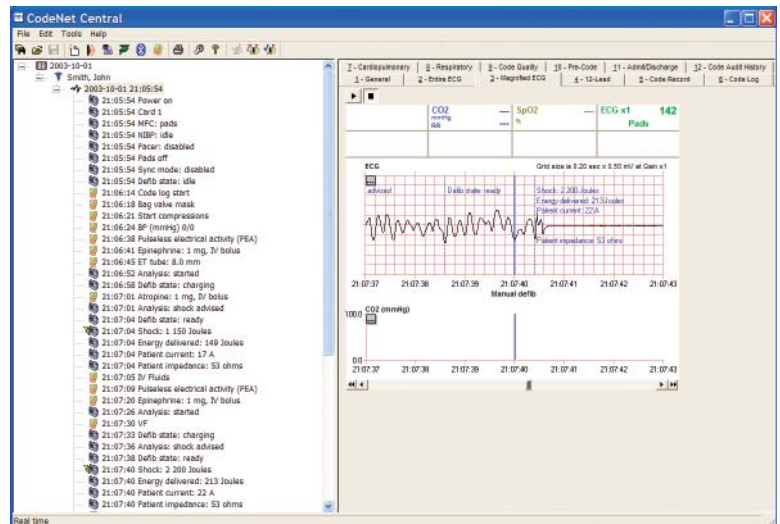 CodeNet Central
File Edit Tools Help
2003-10-01
Smith, John
2003-10-01 21:05:54
21:05:54 Power on
21:05:54 Card 1
21:05:54 MFC: pads
21:05:54 NIBP: idle
21:05:54 Pacer: disabled
21:05:54 Pads off
21:05:54 Sync mode: disabled
21:05:54 Defib state: idle
21:06:14 Code log start
21:06:18 Bag valve mask
21:06:21 Start compressions
21:06:24 BP (mmHg) 0/0
21:06:38 Pulseless electrical activity (PEA)
21:06:41 Epinephrine: 1 mg, IV bolus
21:06:45 ET tube: 8.0 mm
21:06:52 Analysis: started
21:06:58 Defib state: charging
21:07:01 Atropine: 1 mg, IV bolus
21:07:01 Analysis: shock advised
21:07:04 Defib state: ready
21:07:04 Shock: 1 150 Joules
21:07:04 Energy delivered: 149 Joules
21:07:04 Patient current: 17 A
21:07:04 Patient impedance: 53 ohms
21:07:05 IV Fluids
21:07:09 Pulseless electrical activity (PEA)
21:07:20 Epinephrine: 1 mg, IV bolus
21:07:26 Analysis: started
21:07:30 VF
21:07:33 Defib state: charging
21:07:36 Analysis: shock advised
21:07:38 Defib state: ready
21:07:40 Shock: 2 200 Joules
21:07:40 Energy delivered: 213 Joules
21:07:40 Patient current: 22 A
21:07:40 Patient impedance: 53 ohms
7 - Cardiopulmonary 8 - Respiratory 9 - Code Quality 10 - Pre-Code 11 - Admit/Discharge 12 - Code Audit History
1 - General 2 - Entire ECG 3 - Magnified ECG 4 - 12-Lead 5 - Code Record 6 - Code Log
CO2 --- SpO2 --- ECG x1 142
mmHg % Pads
RR ---
ECG Grid size is 0.20 sec x 0.50 mV at Gain x1
advised Defib state: ready Shock: 2 200 Joules
Energy delivered: 213 Joules
Patient current: 22 A
Patient impedance: 53 ohms
21:07:37 21:07:38 21:07:39 21:07:40 21:07:41 21:07:42 21:07:43
Manual defib
CO2 (mmHg)
100.0
0.0
21:07:37 21:07:38 21:07:39 21:07:40 21:07:41 21:07:42 21:07:43
Real time